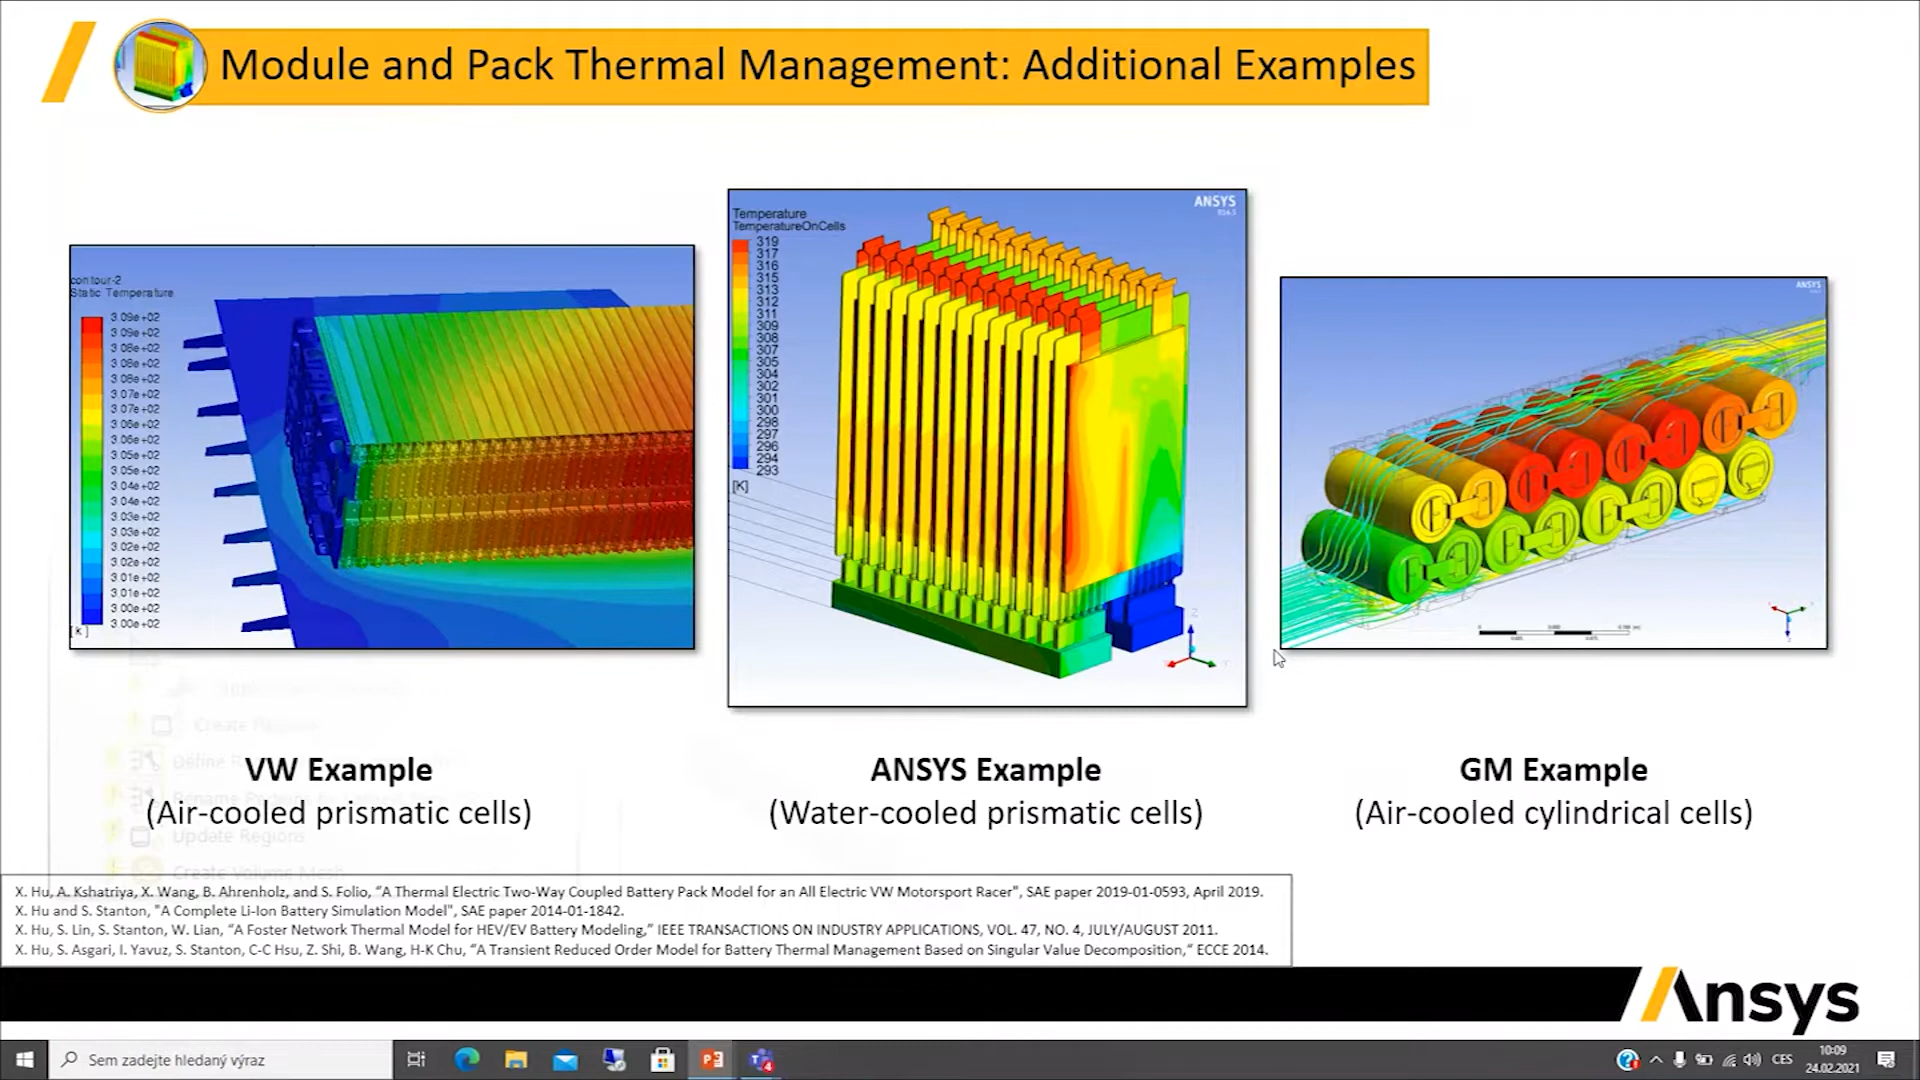 Module and Pack Thermal Management: Additional Examples
contour-2
Static Temperature
3.09e+02
3.09e+02
3.08e+02
3.08e+02
3.07e+02
3.07e+02
3.06e+02
3.06e+02
3.05e+02
3.05e+02
3.04e+02
3.04e+02
3.03e+02
3.02e+02
3.02e+02
3.01e+02
3.01e+02
3.00e+02
3.00e+02
[k]
ANSYS
Temperature
TemperatureOnCells
319
317
316
315
313
312
311
309
308
307
305
304
302
301
300
298
297
296
294
293
[K]
Z
ANSYS
VW Example
(Air-cooled prismatic cells)
ANSYS Example
(Water-cooled prismatic cells)
GM Example
(Air-cooled cylindrical cells)
Update Regions
Create Volume Mesh
X. Hu, A. Kshatriya, X. Wang, B. Ahrenholz, and S. Folio, “A Thermal Electric Two-Way Coupled Battery Pack Model for an All Electric VW Motorsport Racer", SAE paper 2019-01-0593, April 2019.
X. Hu and S. Stanton, "A Complete Li-Ion Battery Simulation Model", SAE paper 2014-01-1842.
X. Hu, S. Lin, S. Stanton, W. Lian, “A Foster Network Thermal Model for HEV/EV Battery Modeling,” IEEE TRANSACTIONS ON INDUSTRY APPLICATIONS, VOL. 47, NO. 4, JULY/AUGUST 2011.
X. Hu, S. Asgari, I. Yavuz, S. Stanton, C-C Hsu, Z. Shi, B. Wang, H-K Chu, “A Transient Reduced Order Model for Battery Thermal Management Based on Singular Value Decomposition,“ ECCE 2014.
Ansys
Sem zadejte hledaný výraz
CES
10:09
24.02.2021